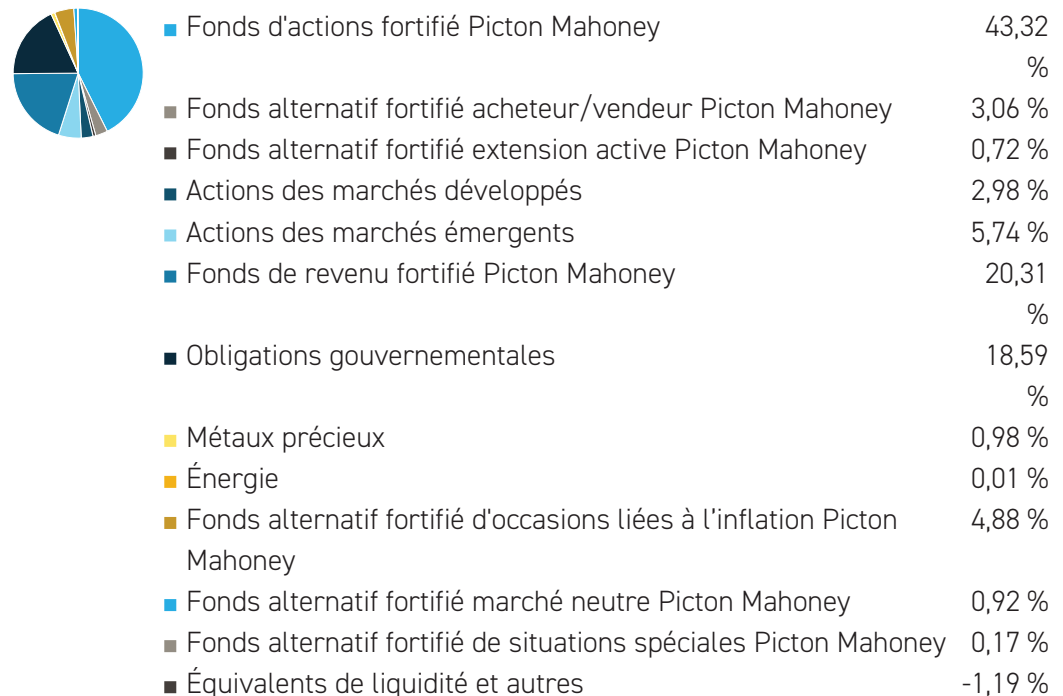 Fonds d'actions fortifié Picton Mahoney 43,32
%
Fonds alternatif fortifié acheteur/vendeur Picton Mahoney 3,06 %
Fonds alternatif fortifié extension active Picton Mahoney 0,72 %
Actions des marchés développés 2,98 %
Actions des marchés émergents 5,74 %
Fonds de revenu fortifié Picton Mahoney 20,31
%
Obligations gouvernementales 18,59
%
Métaux précieux 0,98 %
Énergie 0,01 %
Fonds alternatif fortifié d'occasions liées à l’inflation Picton 4,88 %
Mahoney
Fonds alternatif fortifié marché neutre Picton Mahoney 0,92 %
Fonds alternatif fortifié de situations spéciales Picton Mahoney 0,17 %
Équivalents de liquidité et autres -1,19 %